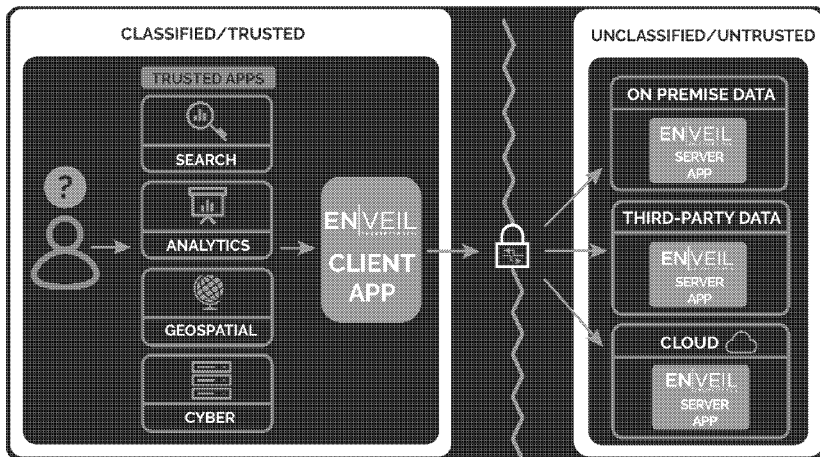 CLASSIFIED/TRUSTED
TRUSTED APPS
SEARCH
ANALYTICS
GEOSPATIAL
CYBER
?
EN|VEIL
CLIENT
APP
UNCLASSIFIED/UNTRUSTED
ON PREMISE DATA
EN|VEIL
SERVER
APP
THIRD-PARTY DATA
EN|VEIL
SERVER
APP
CLOUD
EN|VEIL
SERVER
APP